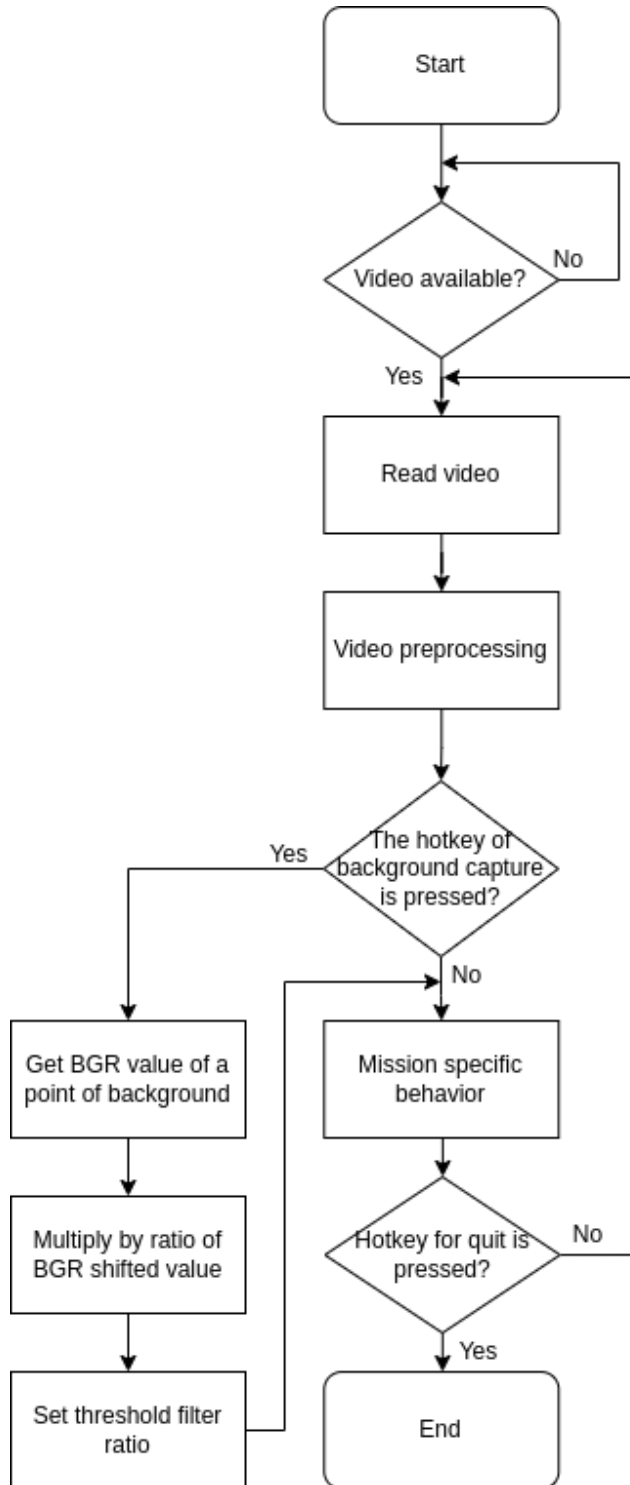 Start
Video available?
No
Yes
Read video
Video preprocessing
The hotkey of
background capture
is pressed?
Yes
No
Get BGR value of a
point of background
Mission specific
behavior
Multiply by ratio of
BGR shifted value
Hotkey for quit is
pressed?
No
Yes
Set threshold filter
ratio
End